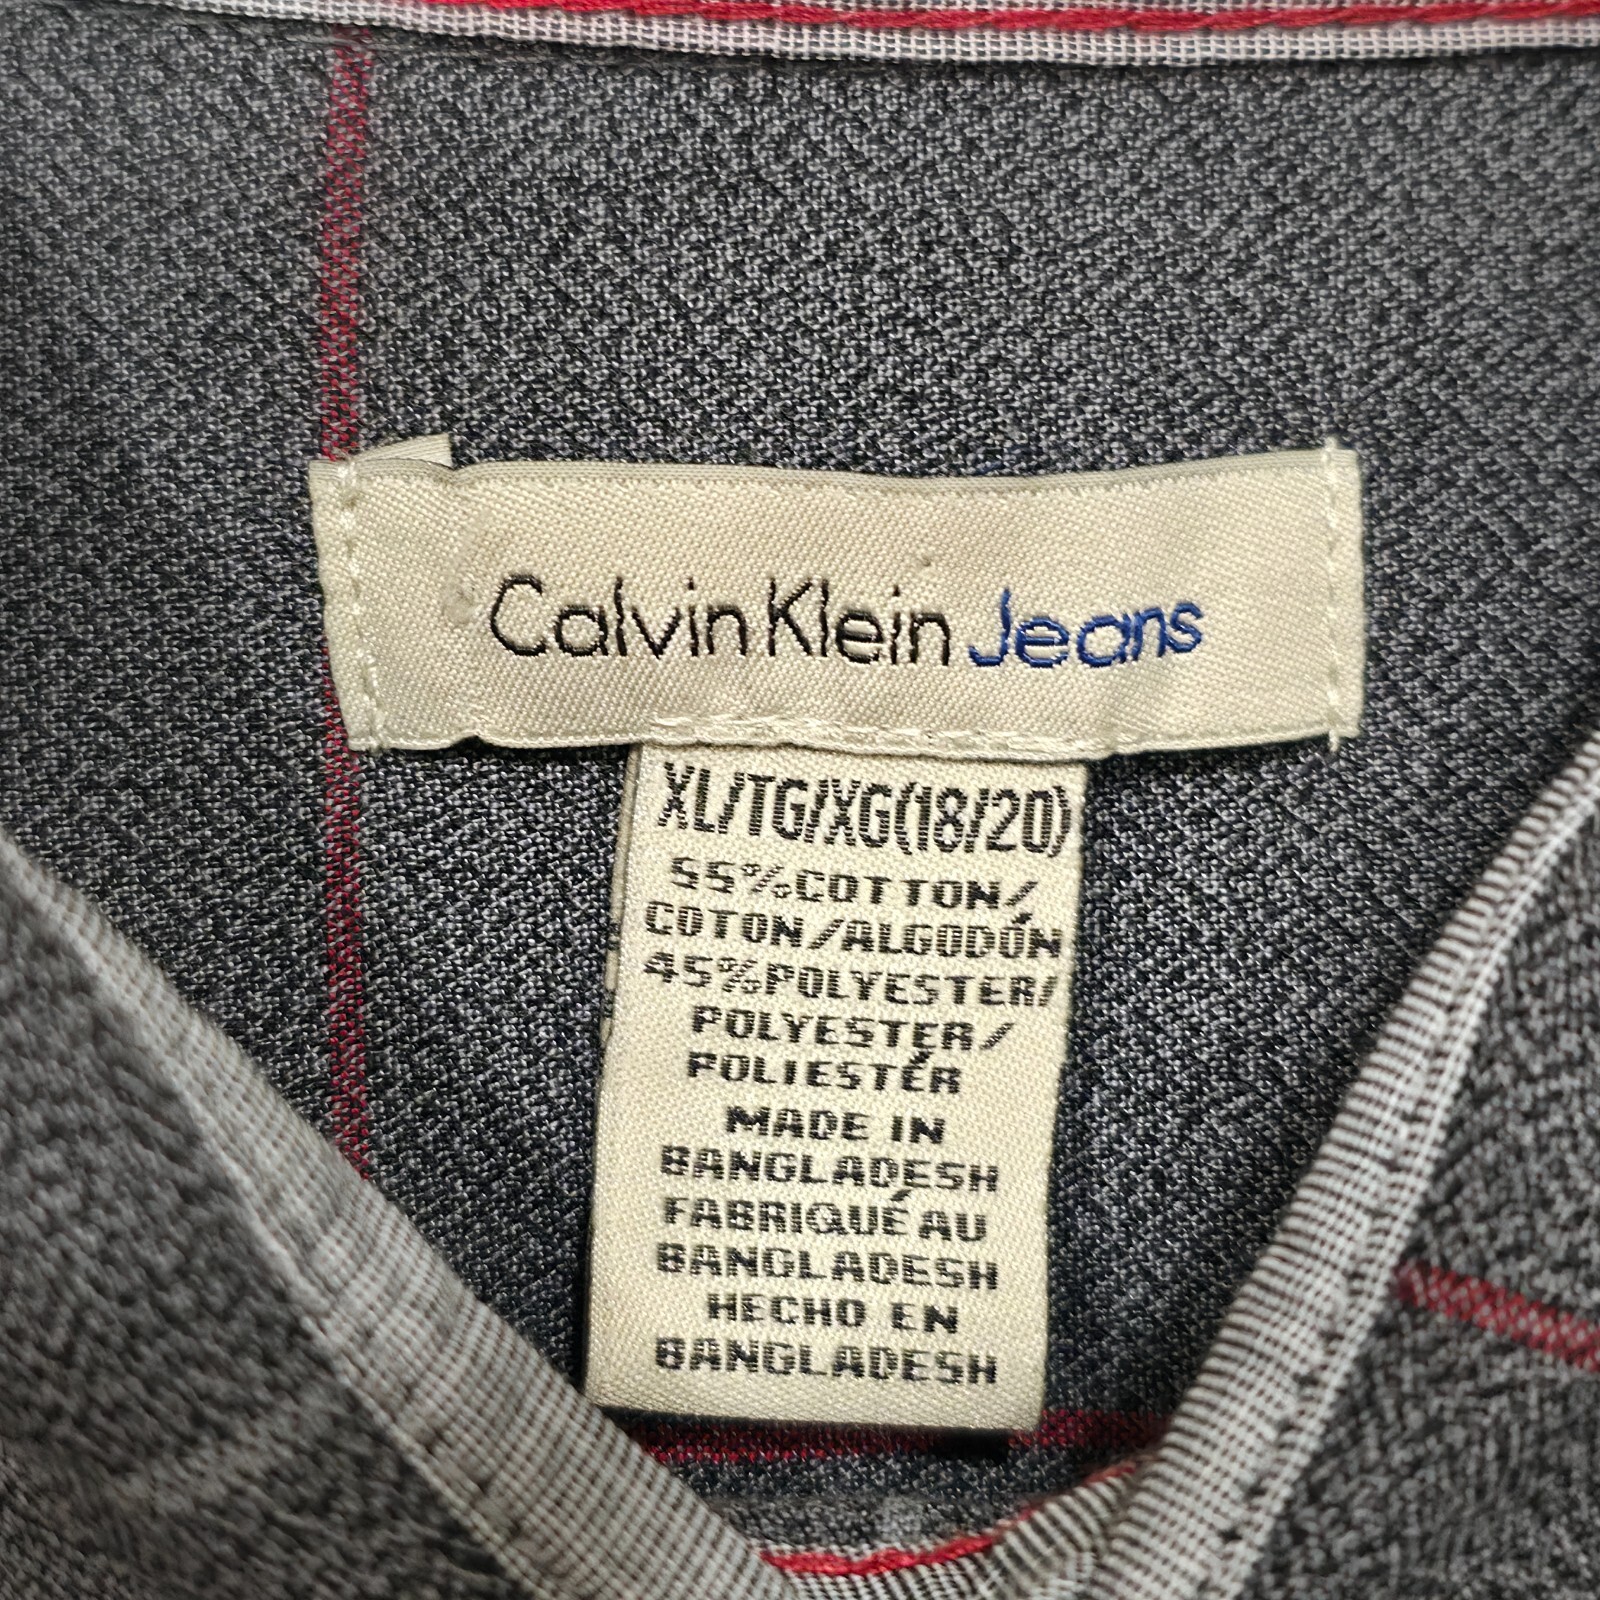 Calvin Klein Jeans
XL/TG/XG(18/20)
55%COTTON/
COTON/ALGODÓN
45%POLYESTER/
POLYESTER/
POLIESTÉR
MADE IN
BANGLADESH
FABRIQUÉ AU
BANGLADESH
HECHO EN
BANGLADESH